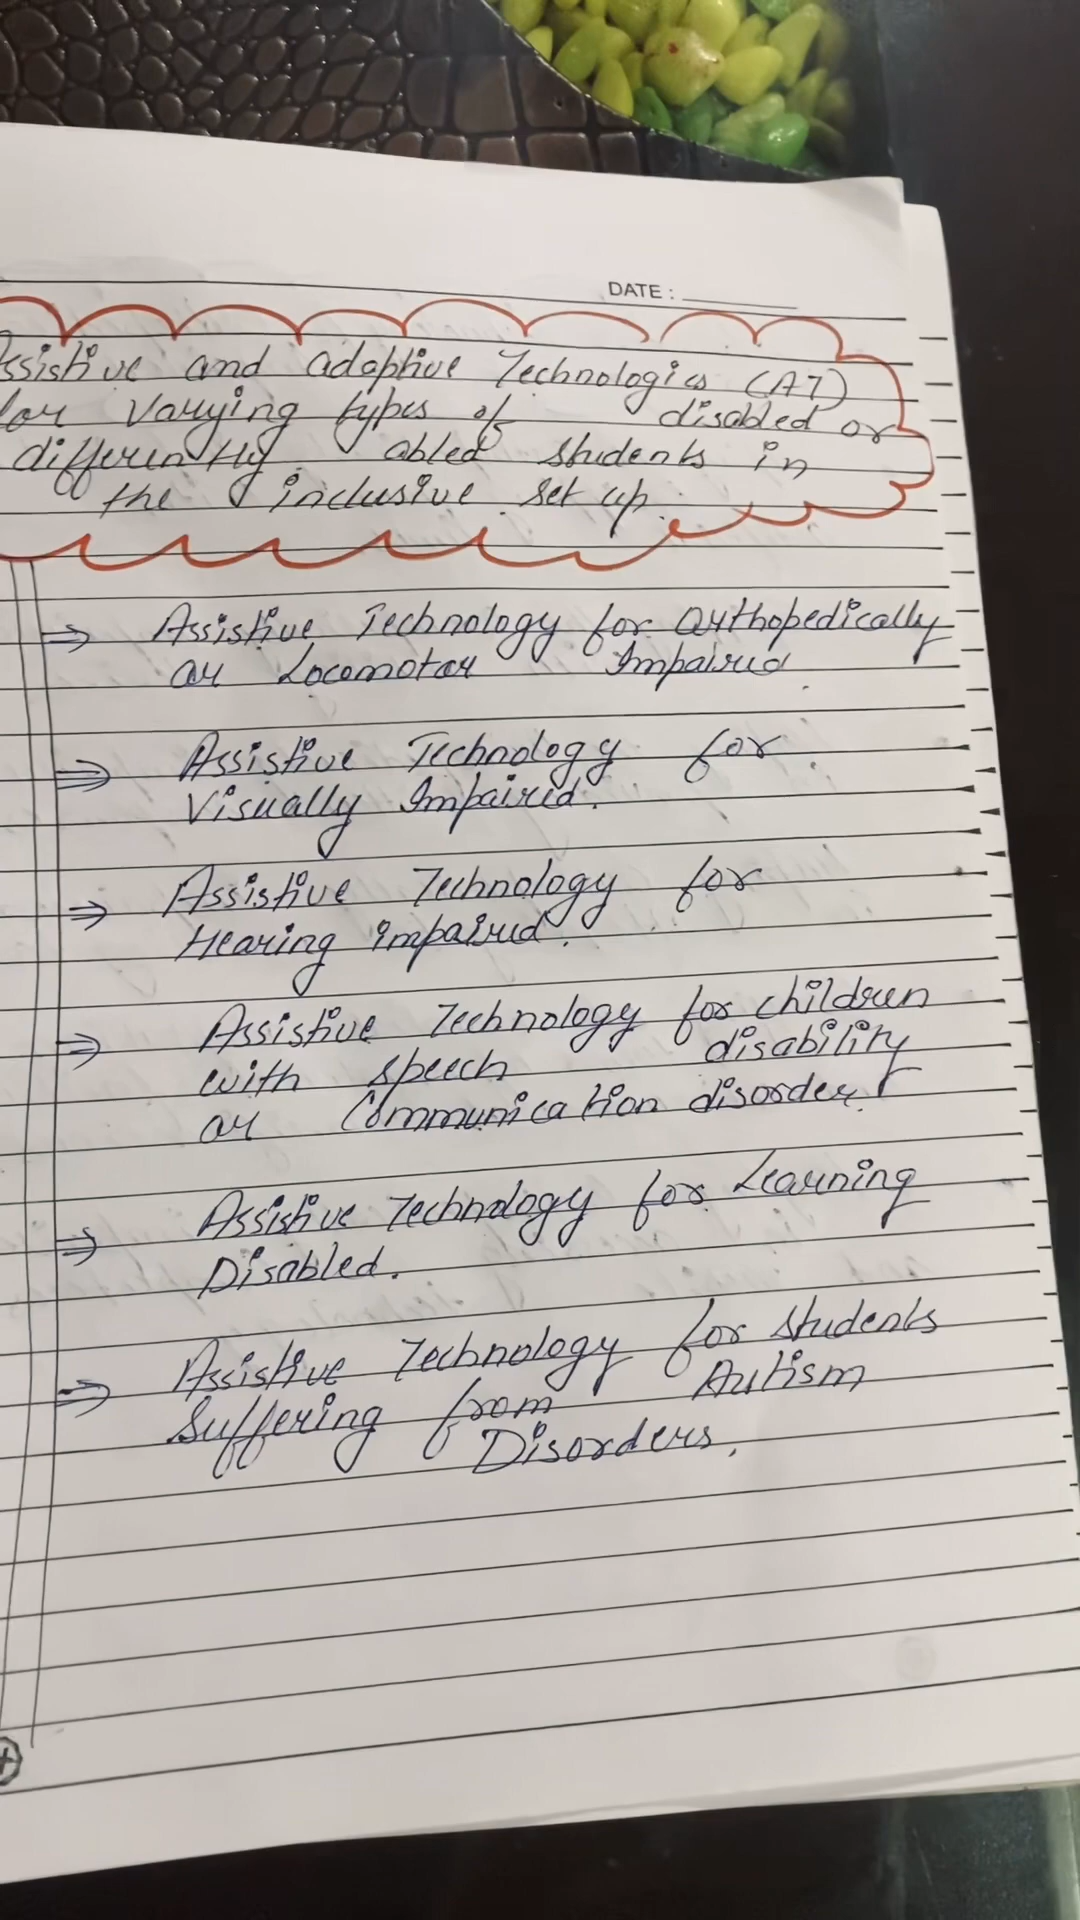 DATE :
Assistive and adaptive Technologies (AT)
for varying types of disabled or
differently abled students in
the inclusive set up.
⇒ Assistive Technology for Orthopedically
or Locomotor Impaired
⇒ Assistive Technology for
Visually Impaired.
⇒ Assistive Technology for
Hearing impaired.
⇒ Assistive Technology for children
with speech disability
or Communication disorder.
⇒ Assistive Technology for Learning
Disabled.
⇒ Assistive Technology for students
Suffering from Autism
Disorders.